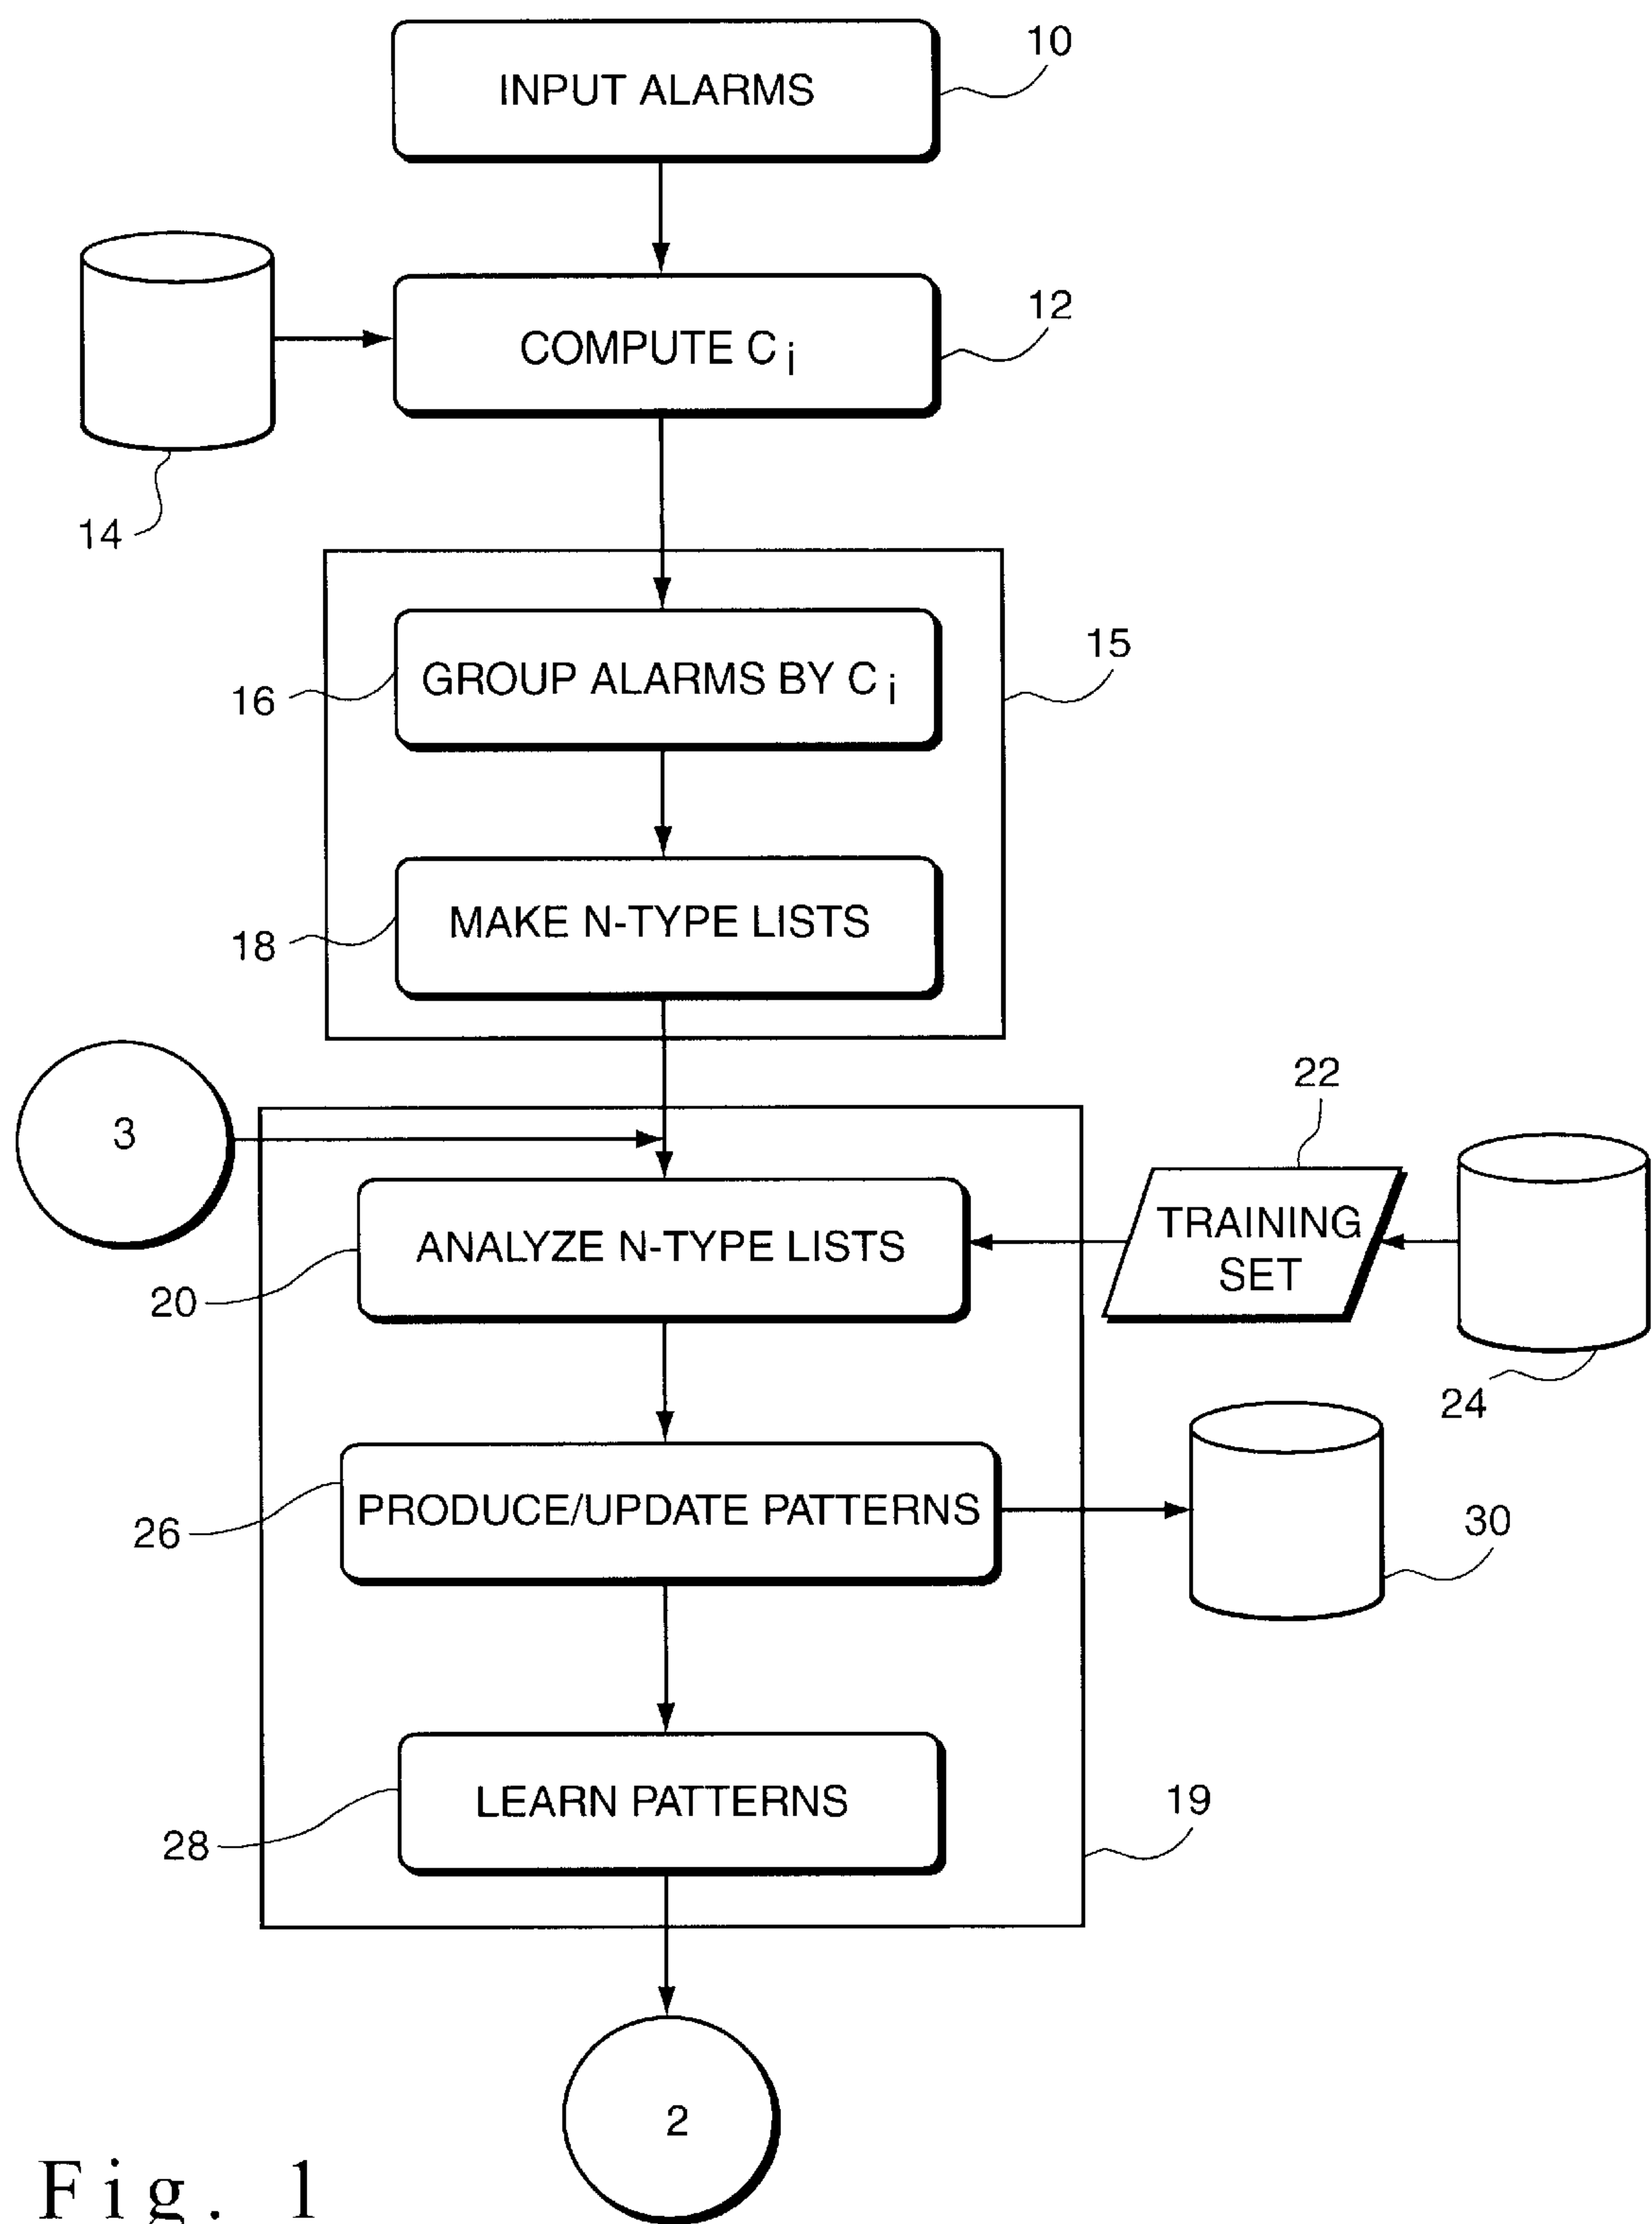 10
INPUT ALARMS
12
COMPUTE C i
14
15
GROUP ALARMS BY C i
16
MAKE N-TYPE LISTS
18
22
3
TRAINING
SET
ANALYZE N-TYPE LISTS
20
24
PRODUCE/UPDATE PATTERNS
30
26
19
LEARN PATTERNS
28
2
Fig. 1